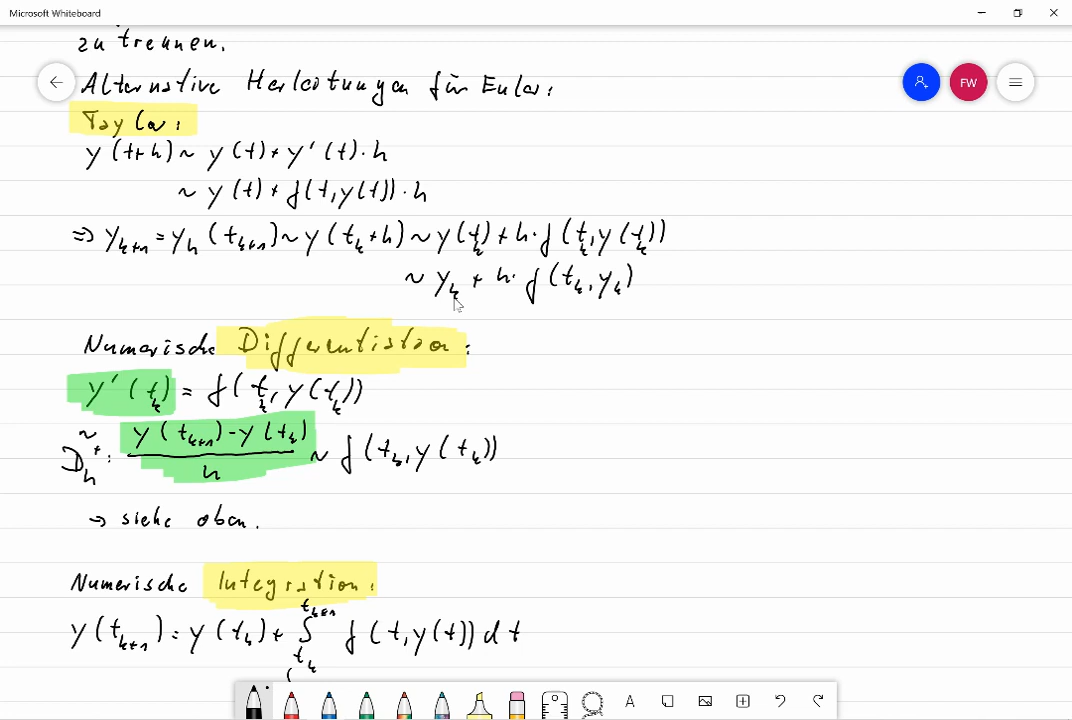 Microsoft Whiteboard
zu trennen.
Alternative Herleitungen für Euler:
FW
Taylor:
y(t+h) ~ y(t) + y'(t)·h
~ y(t) + f(t,y(t))·h
⇒ y_{k+1} = y_h(t_{k+1}) ~ y(t_k+h) ~ y(t_k) + h·f(t_k,y(t_k))
~ y_k + h·f(t_k,y_k)
Numerische Differentiation:
y'(t_k) = f(t_k,y(t_k))
~ D_h^+: (y(t_{k+1}) - y(t_k))/h ~ f(t_k,y(t_k))
→ siehe oben.
Numerische Integration:
y(t_{k+1}) = y(t_k) + ∫_{t_k}^{t_{k+1}} f(t,y(t)) dt
A